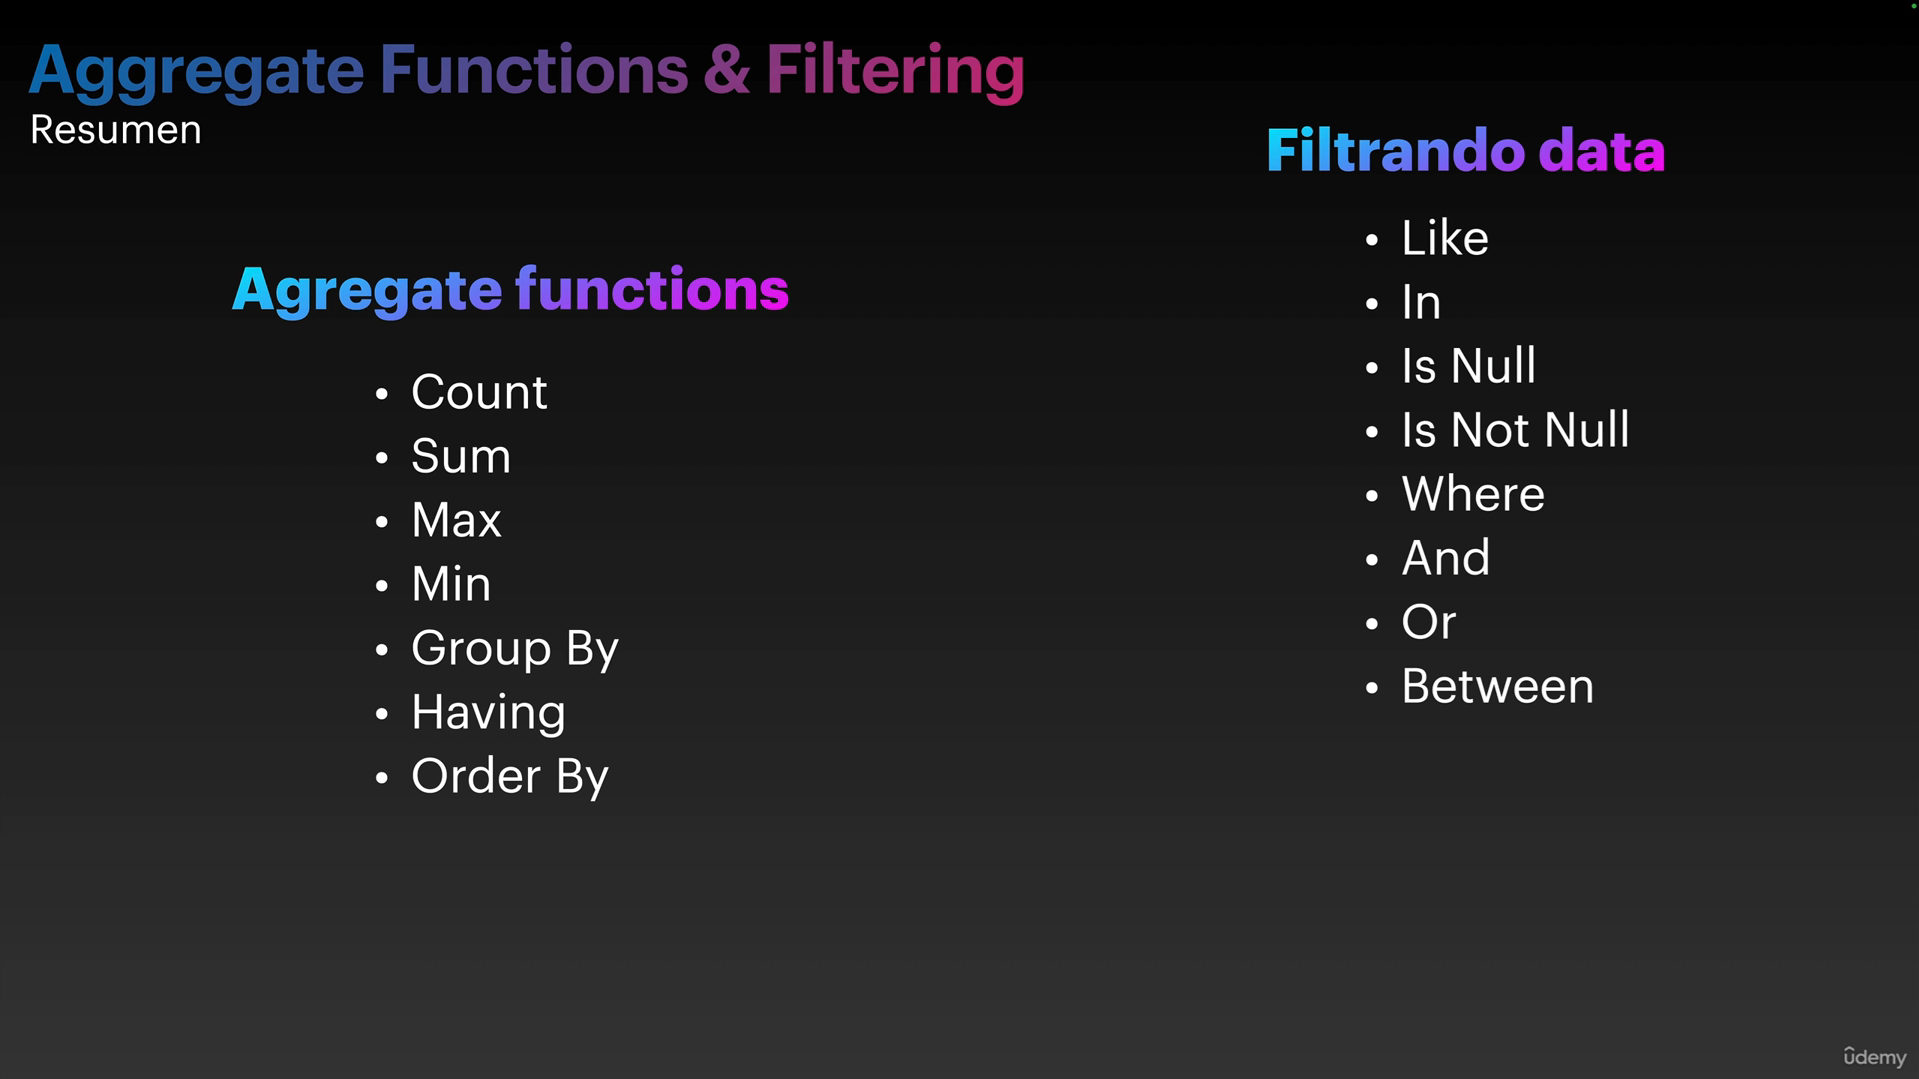 Aggregate Functions & Filtering
Resumen
Agregate functions
• Count
• Sum
• Max
• Min
• Group By
• Having
• Order By
Filtrando data
• Like
• In
• Is Null
• Is Not Null
• Where
• And
• Or
• Between
ûdemy